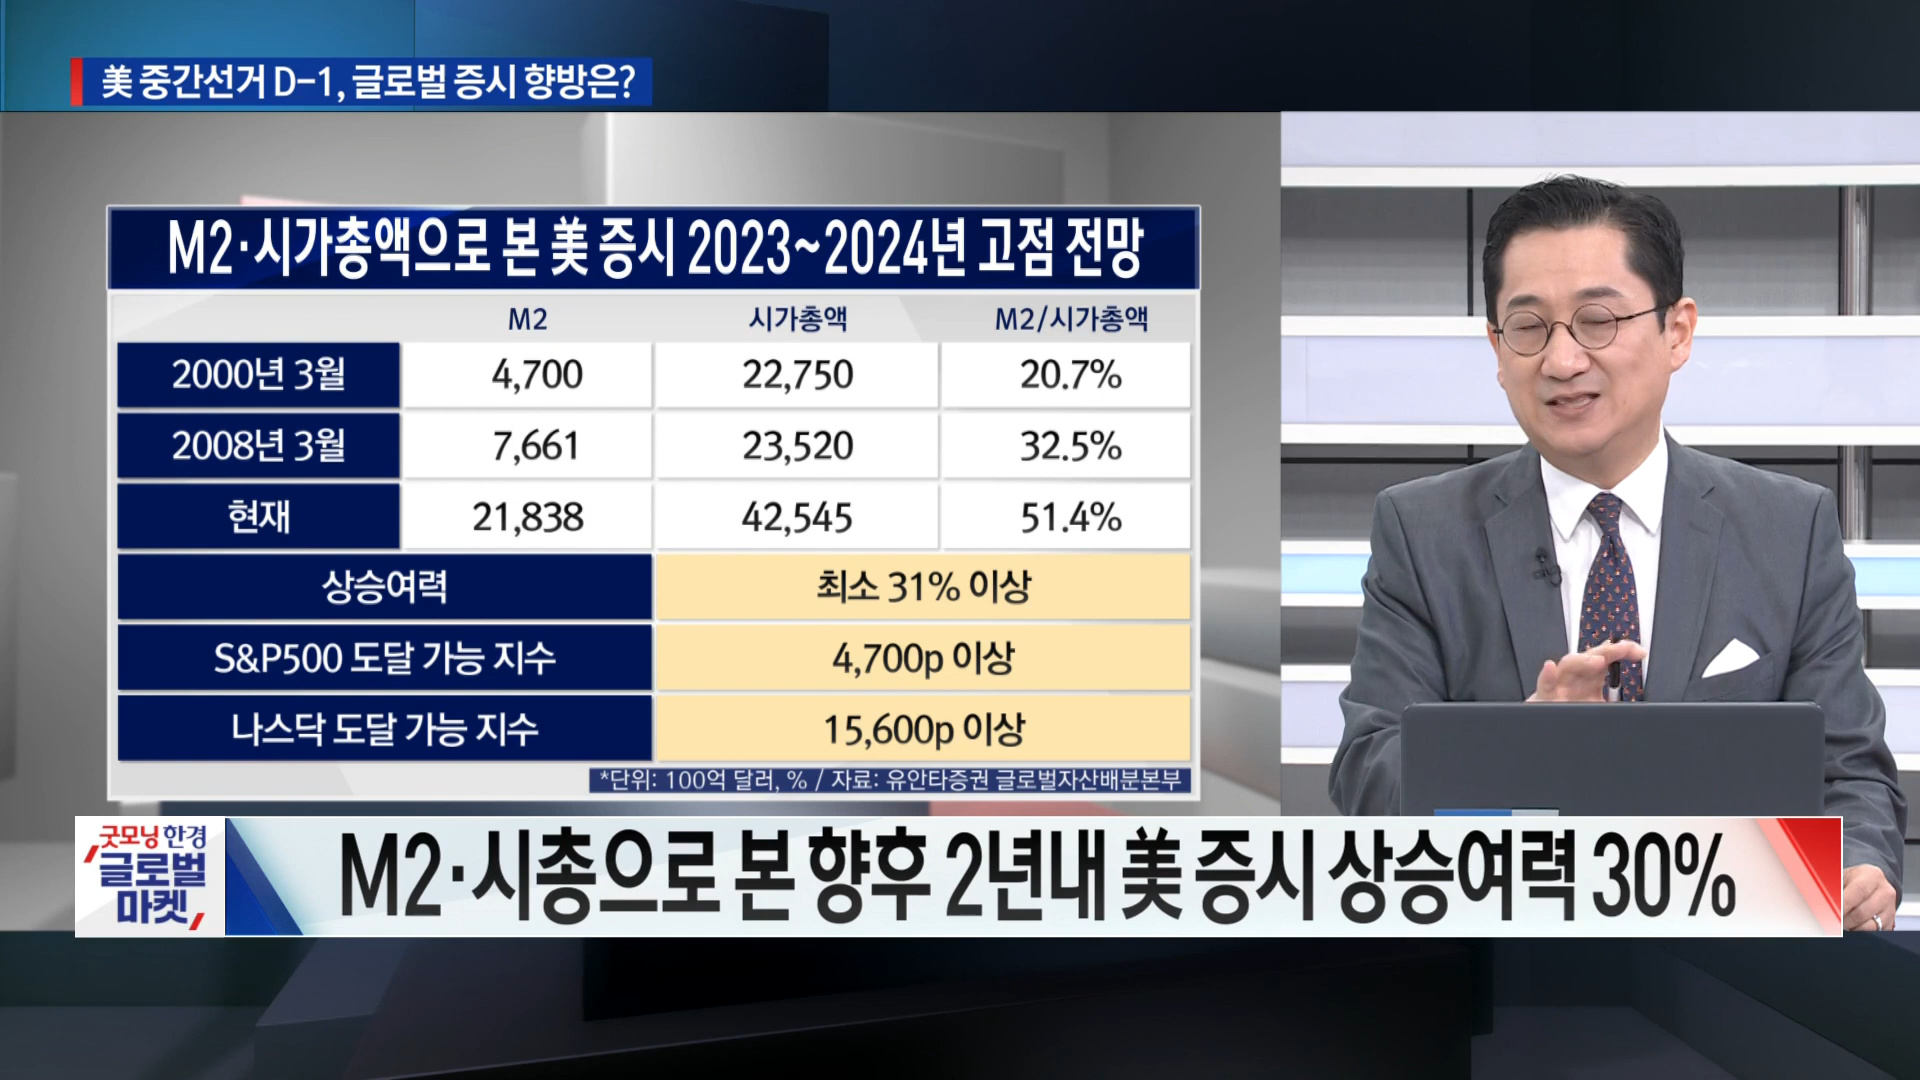 美 중간선거 D-1, 글로벌 증시 향방은?
M2·시가총액으로 본 美 증시 2023~2024년 고점 전망
M2 시가총액 M2/시가총액
2000년 3월 4,700 22,750 20.7%
2008년 3월 7,661 23,520 32.5%
현재 21,838 42,545 51.4%
상승여력 최소 31% 이상
S&P500 도달 가능 지수 4,700p 이상
나스닥 도달 가능 지수 15,600p 이상
*단위: 100억 달러, % / 자료: 유안타증권 글로벌자산배분본부
굿모닝 한경
글로벌
마켓
M2·시총으로 본 향후 2년내 美 증시 상승여력 30%